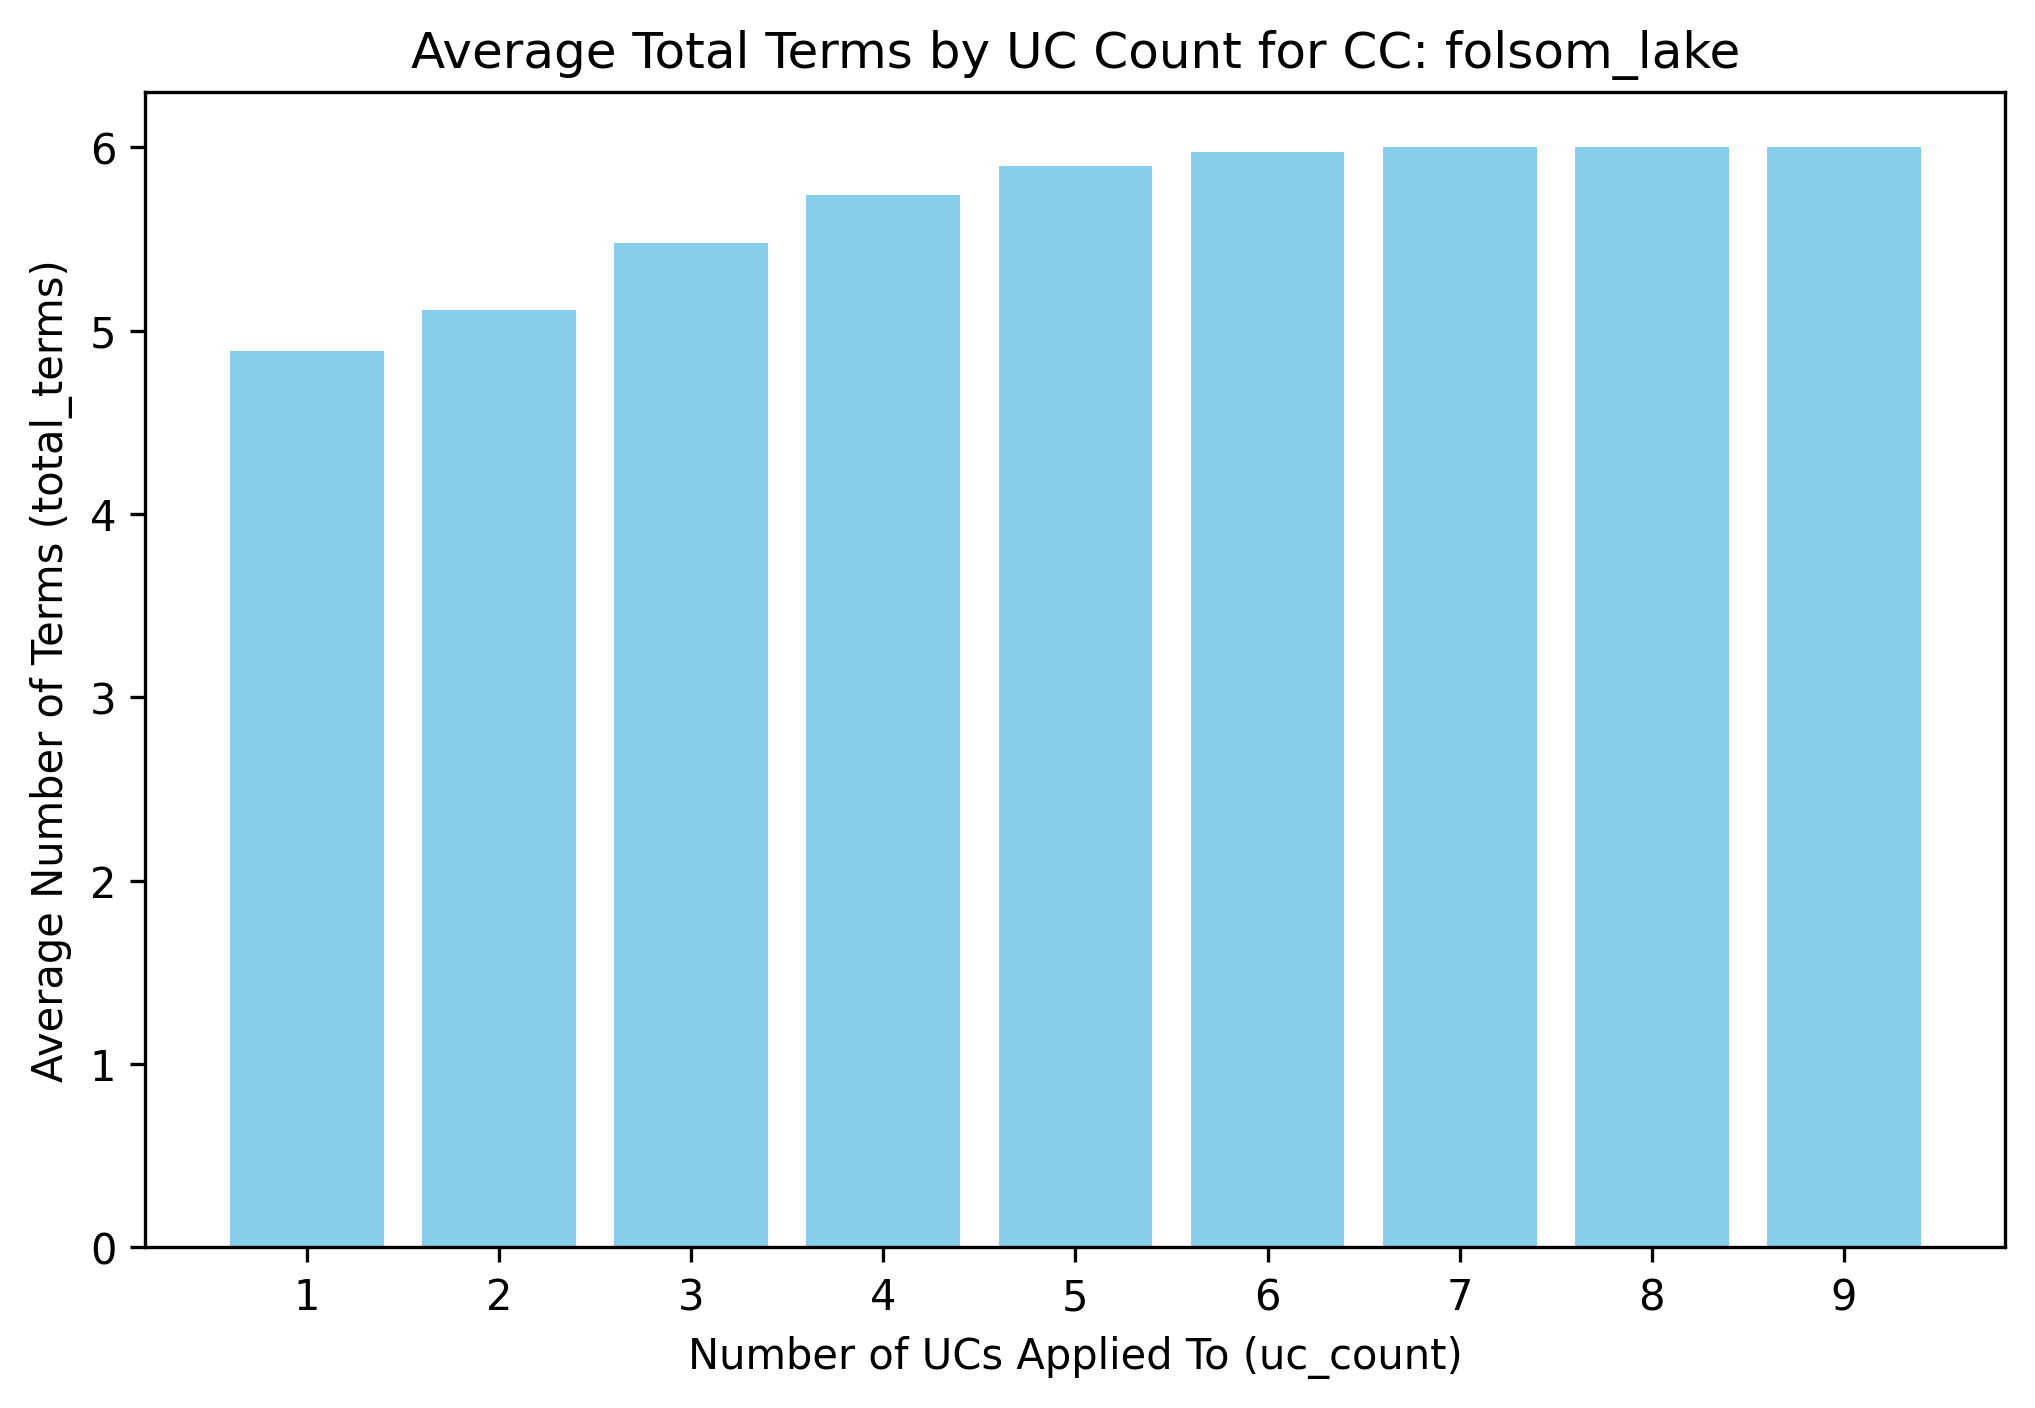 Average Total Terms by UC Count for CC: folsom_lake
Average Number of Terms (total_terms)
6
5
4
3
2
1
0
1 2 3 4 5 6 7 8 9
Number of UCs Applied To (uc_count)